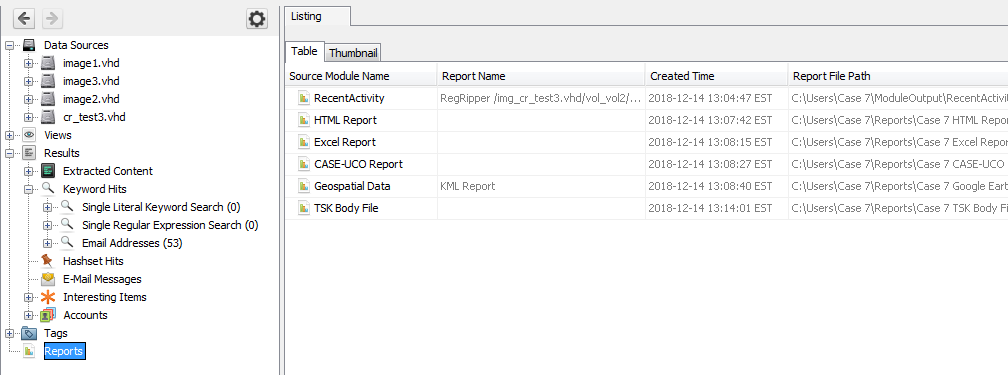 Data Sources
image1.vhd
image3.vhd
image2.vhd
cr_test3.vhd
Views
Results
Extracted Content
Keyword Hits
Single Literal Keyword Search (0)
Single Regular Expression Search (0)
Email Addresses (53)
Hashset Hits
E-Mail Messages
Interesting Items
Accounts
Tags
Reports
Listing
Table Thumbnail
Source Module Name Report Name Created Time Report File Path
RecentActivity RegRipper /img_cr_test3.vhd/vol_vol2/... 2018-12-14 13:04:47 EST C:\Users\Case 7\ModuleOutput\RecentActivi
HTML Report 2018-12-14 13:07:42 EST C:\Users\Case 7\Reports\Case 7 HTML Repor
Excel Report 2018-12-14 13:08:15 EST C:\Users\Case 7\Reports\Case 7 Excel Repor
CASE-UCO Report 2018-12-14 13:08:27 EST C:\Users\Case 7\Reports\Case 7 CASE-UCO
Geospatial Data KML Report 2018-12-14 13:08:40 EST C:\Users\Case 7\Reports\Case 7 Google Eart
TSK Body File 2018-12-14 13:14:01 EST C:\Users\Case 7\Reports\Case 7 TSK Body Fi